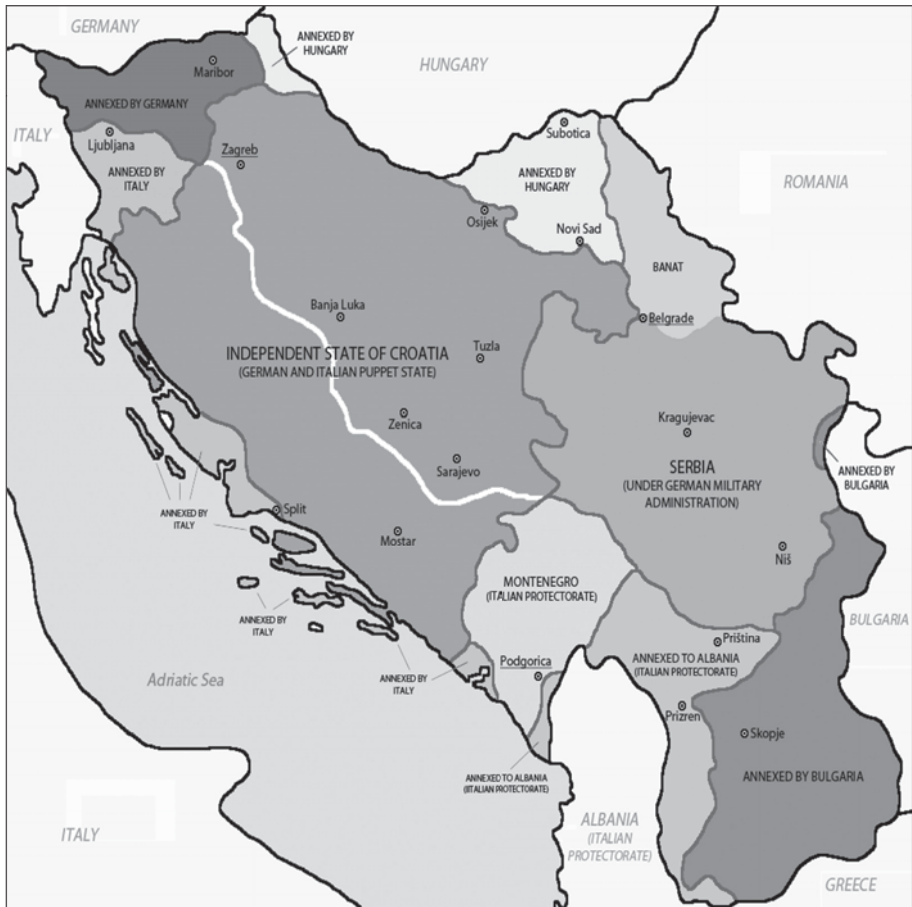 GERMANY
ANNEXED BY
HUNGARY
HUNGARY
Maribor
ANNEXED BY GERMANY
ITALY
Ljubljana
Zagreb
ANNEXED BY
ITALY
Subotica
ANNEXED BY
HUNGARY
ROMANIA
Osijek
Novi Sad
BANAT
Banja Luka
Belgrade
INDEPENDENT STATE OF CROATIA
(GERMAN AND ITALIAN PUPPET STATE)
Tuzla
Zenica
Kragujevac
Sarajevo
SERBIA
(UNDER GERMAN MILITARY
ADMINISTRATION)
ANNEXED BY
BULGARIA
ANNEXED BY
ITALY
Split
Mostar
Niš
MONTENEGRO
(ITALIAN PROTECTORATE)
ANNEXED BY
ITALY
BULGARIA
Priština
ANNEXED TO ALBANIA
(ITALIAN PROTECTORATE)
Podgorica
ANNEXED BY
ITALY
Adriatic Sea
Prizren
Skopje
ANNEXED TO ALBANIA
(IITALIAN PROTECTORATE)
ANNEXED BY BULGARIA
ITALY
ALBANIA
(ITALIAN
PROTECTORATE)
GREECE